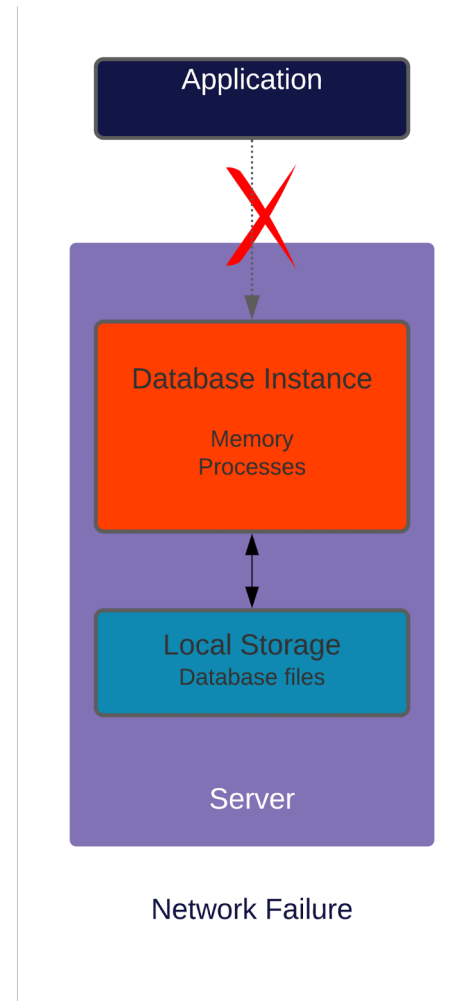 Application
Database Instance
Memory
Processes
Local Storage
Database files
Server
Network Failure